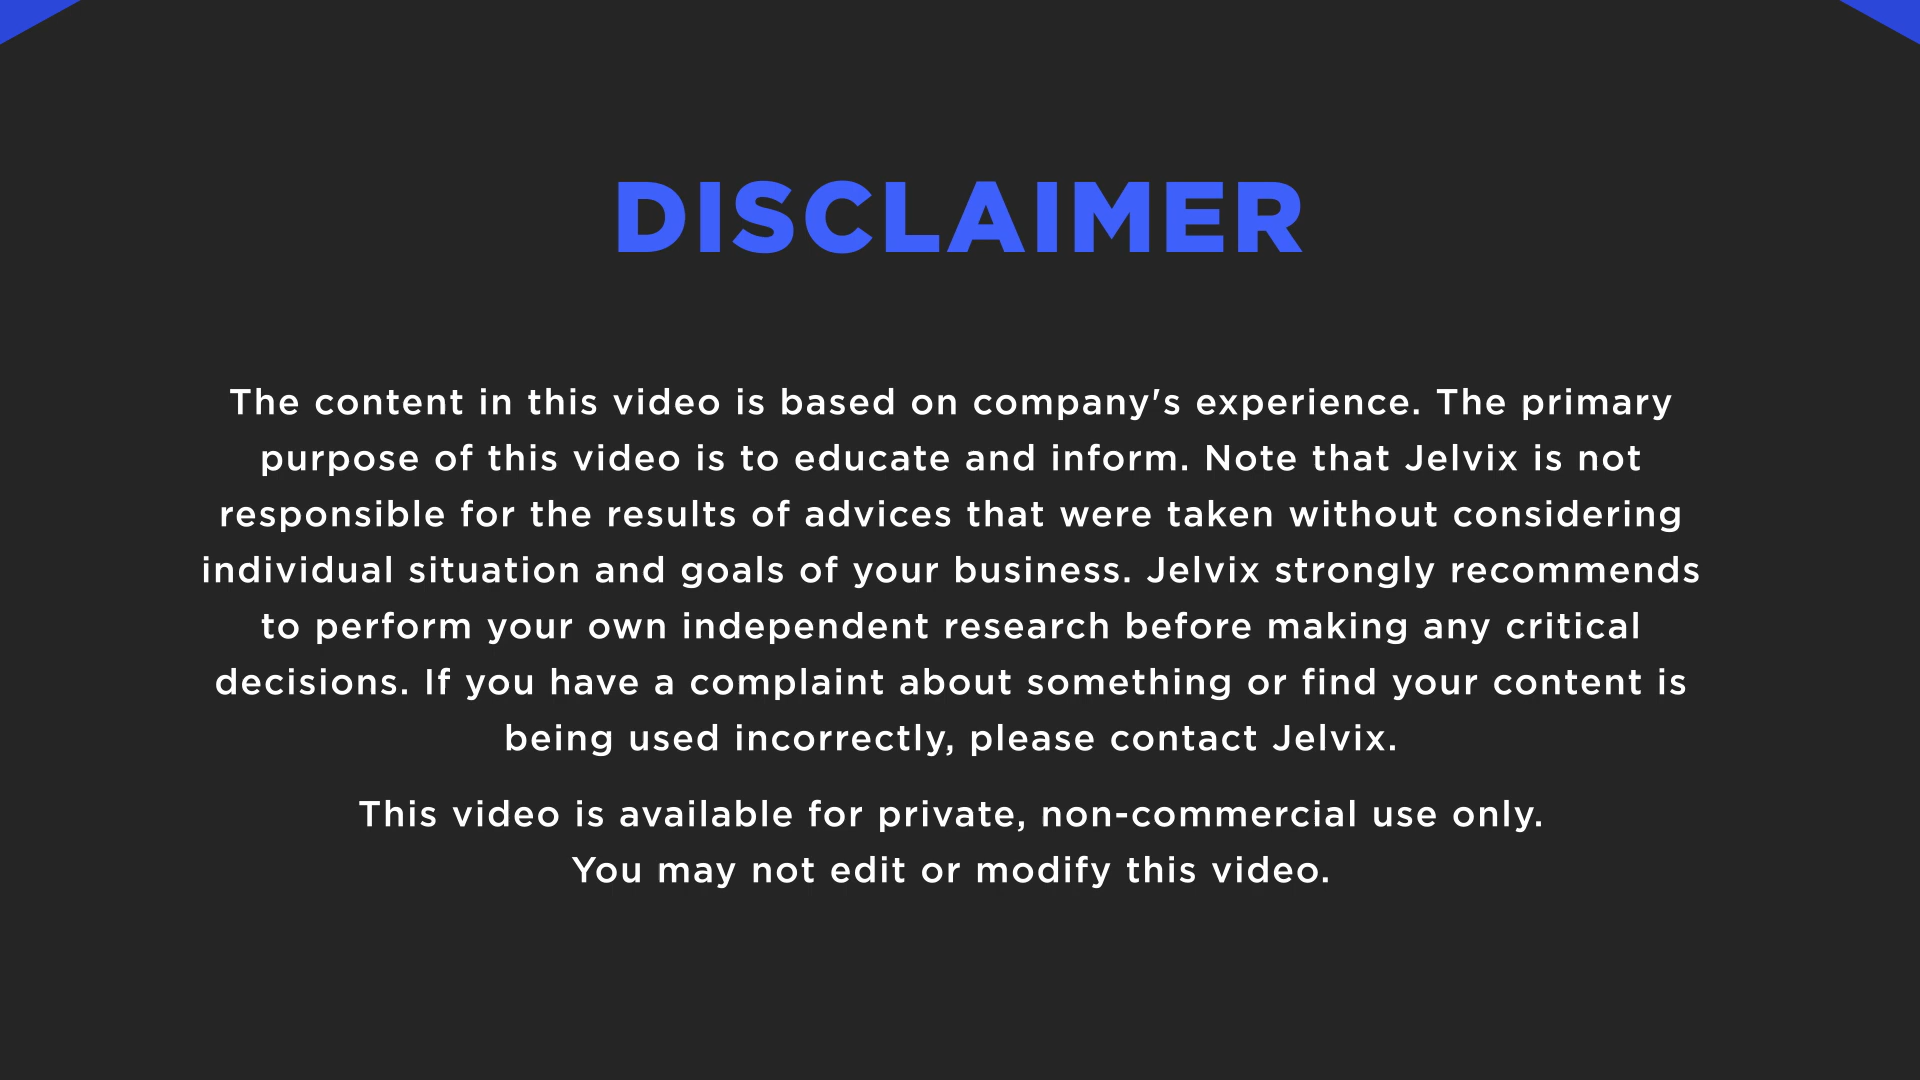 DISCLAIMER
The content in this video is based on company's experience. The primary
purpose of this video is to educate and inform. Note that Jelvix is not
responsible for the results of advices that were taken without considering
individual situation and goals of your business. Jelvix strongly recommends
to perform your own independent research before making any critical
decisions. If you have a complaint about something or find your content is
being used incorrectly, please contact Jelvix.
This video is available for private, non-commercial use only.
You may not edit or modify this video.